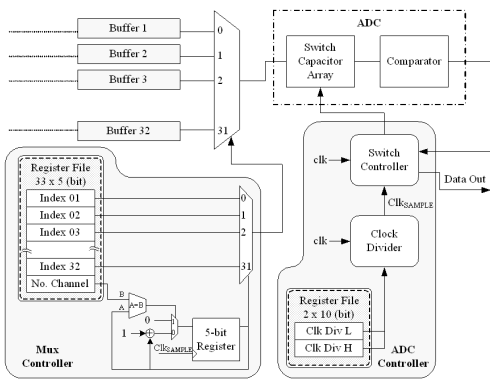 Buffer 1
0
ADC
Buffer 2
1
Switch Capacitor Array
Comparator
Buffer 3
2
Buffer 32
31
Register File
33 x 5 (bit)
Index 01
Index 02
Index 03
Index 32
No. Channel
0
1
2
31
clk
Switch Controller
Data Out
ClkSAMPLE
clk
Clock Divider
B
A
A=B
0
1
1
0
5-bit Register
ClkSAMPLE
Mux Controller
Register File
2 x 10 (bit)
Clk Div L
Clk Div H
ADC Controller